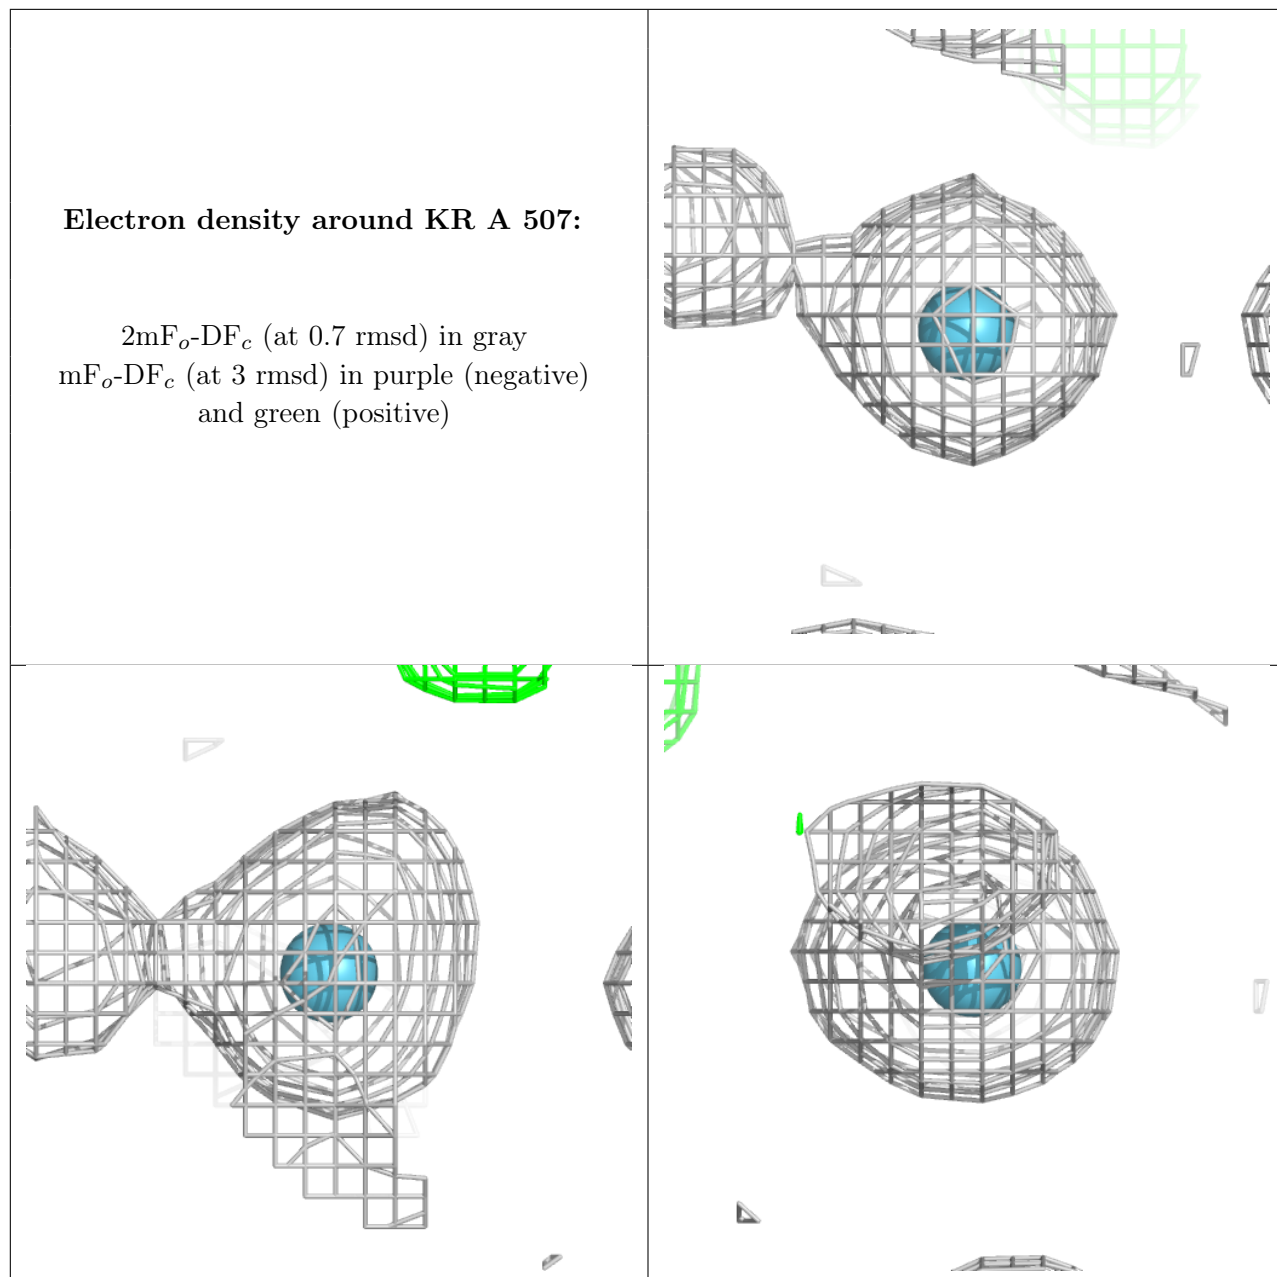 Electron density around KR A 507:
2mFo-DFc (at 0.7 rmsd) in gray
mFo-DFc (at 3 rmsd) in purple (negative)
and green (positive)